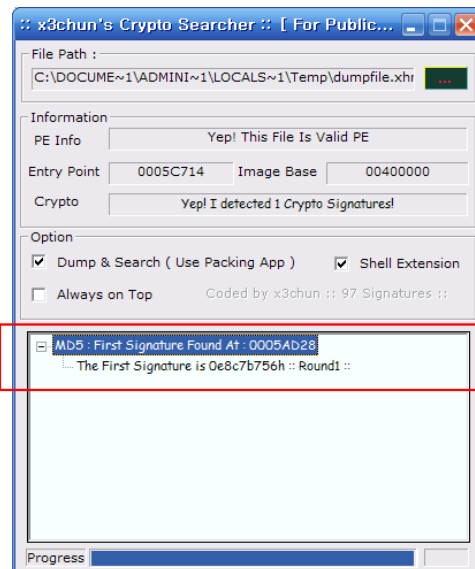 :: x3chun's Crypto Searcher :: [ For Public...
File Path :
C:\DOCUME~1\ADMINI~1\LOCALS~1\Temp\dumpfile.xhr
...
Information
PE Info Yep! This File Is Valid PE
Entry Point 0005C714 Image Base 00400000
Crypto Yep! I detected 1 Crypto Signatures!
Option
Dump & Search ( Use Packing App ) Shell Extension
Always on Top Coded by x3chun :: 97 Signatures ::
MD5 : First Signature Found At : 0005AD28
The First Signature is 0e8c7b756h :: Round1 ::
Progress